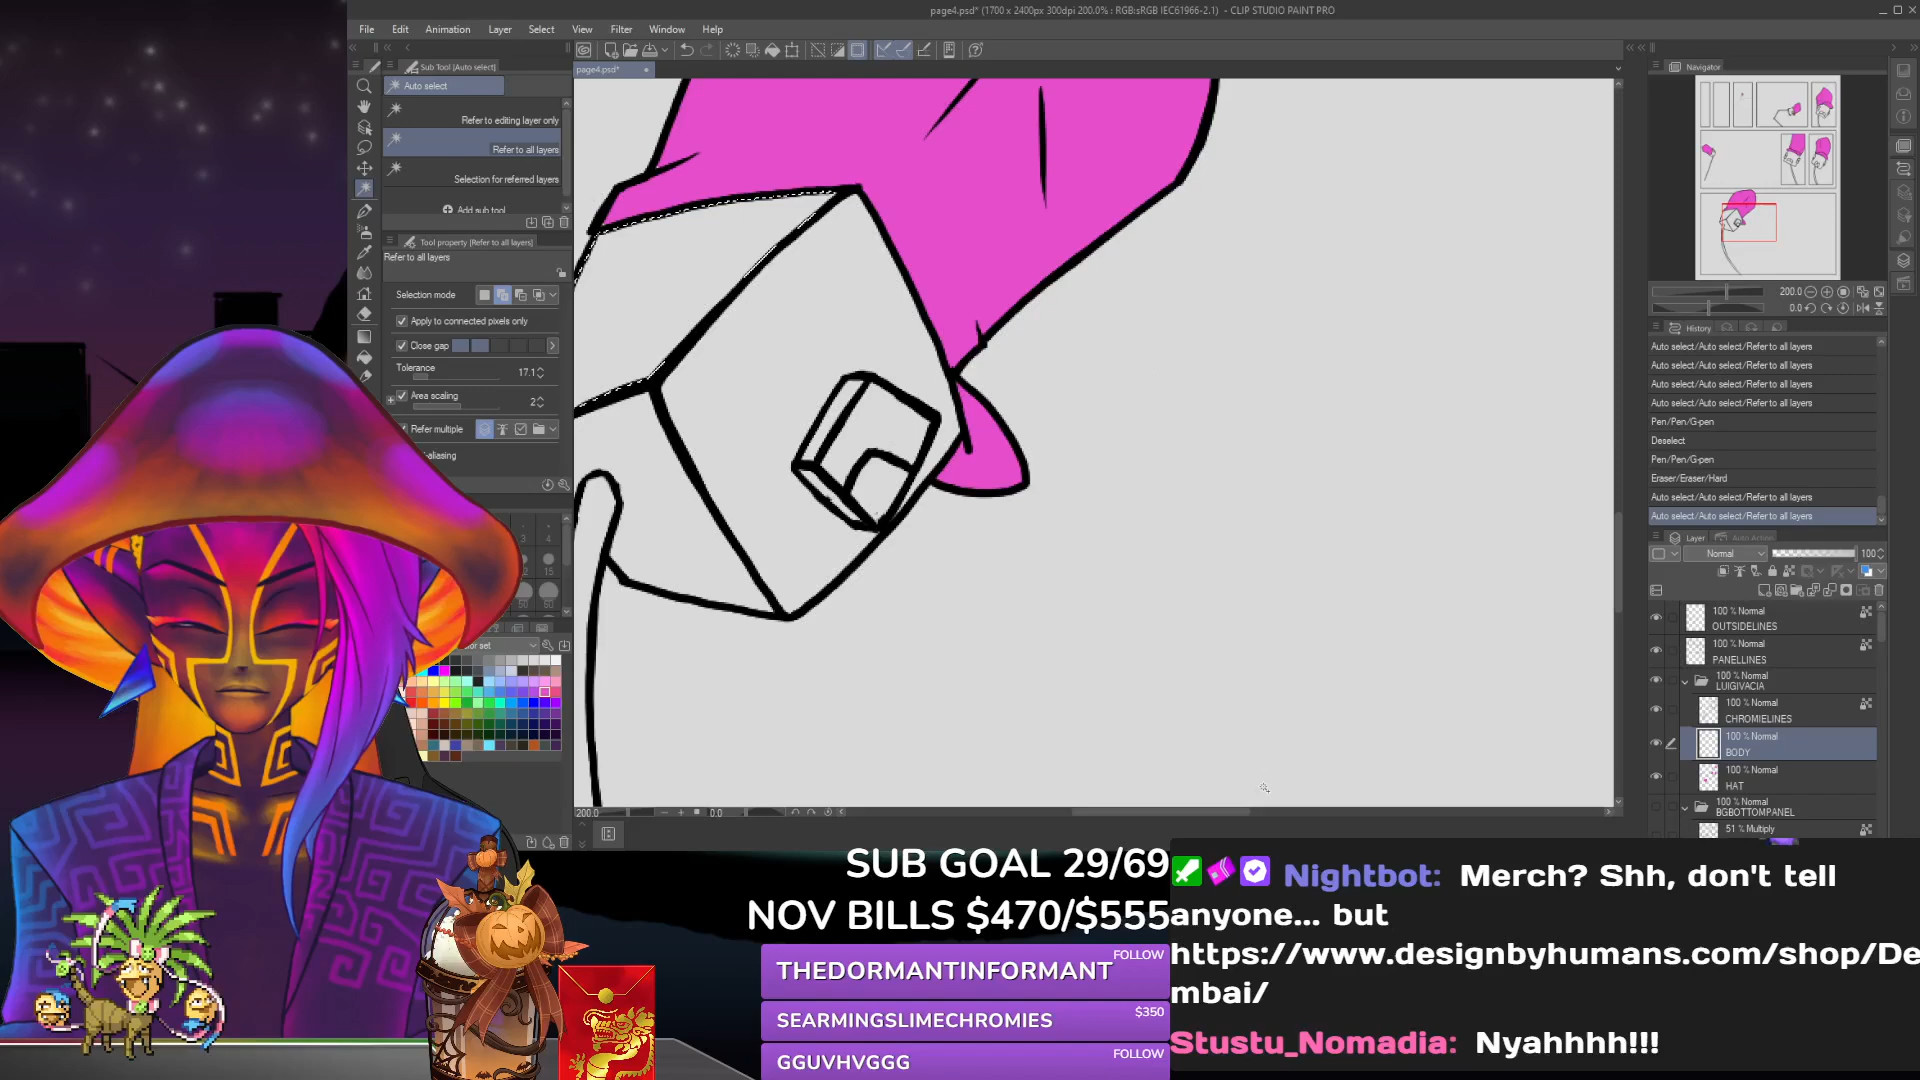 page4.psd* (1700 x 2400px 300dpi 200.0% : RGB:sRGB IEC61966-2.1) - CLIP STUDIO PAINT PRO
File Edit Animation Layer Select View Filter Window Help
Sub Tool [Auto select]
page4.psd*
Navigator
Auto select
Refer to editing layer only
Refer to all layers
Selection for referred layers
Add sub tool
Tool property [Refer to all layers]
Refer to all layers
Selection mode
Apply to connected pixels only
Close gap
Tolerance
17.1
Area scaling
2
Refer multiple
200.0
0.0
History
Auto select/Auto select/Refer to all layers
Auto select/Auto select/Refer to all layers
Auto select/Auto select/Refer to all layers
Auto select/Auto select/Refer to all layers
Pen/Pen/G-pen
Deselect
Pen/Pen/G-pen
Eraser/Eraser/Hard
Auto select/Auto select/Refer to all layers
Auto select/Auto select/Refer to all layers
Layer
Auto Action
Normal
100
100 % Normal
OUTSIDELINES
100 % Normal
PANELLINES
100 % Normal
LUIGIVACIA
100 % Normal
CHROMIELINES
100 % Normal
BODY
100 % Normal
HAT
100 % Normal
BGBOTTOMPANEL
51 % Multiply
200.0
0.0
SUB GOAL 29/69
NOV BILLS $470/$555
THEDORMANTINFORMANT FOLLOW
SEARMINGSLIMECHROMIES $350
GGUVHVGGG FOLLOW
Nightbot: Merch? Shh, don't tell
anyone... but
https://www.designbyhumans.com/shop/De
mbai/
Stustu_Nomadia: Nyahhhh!!!